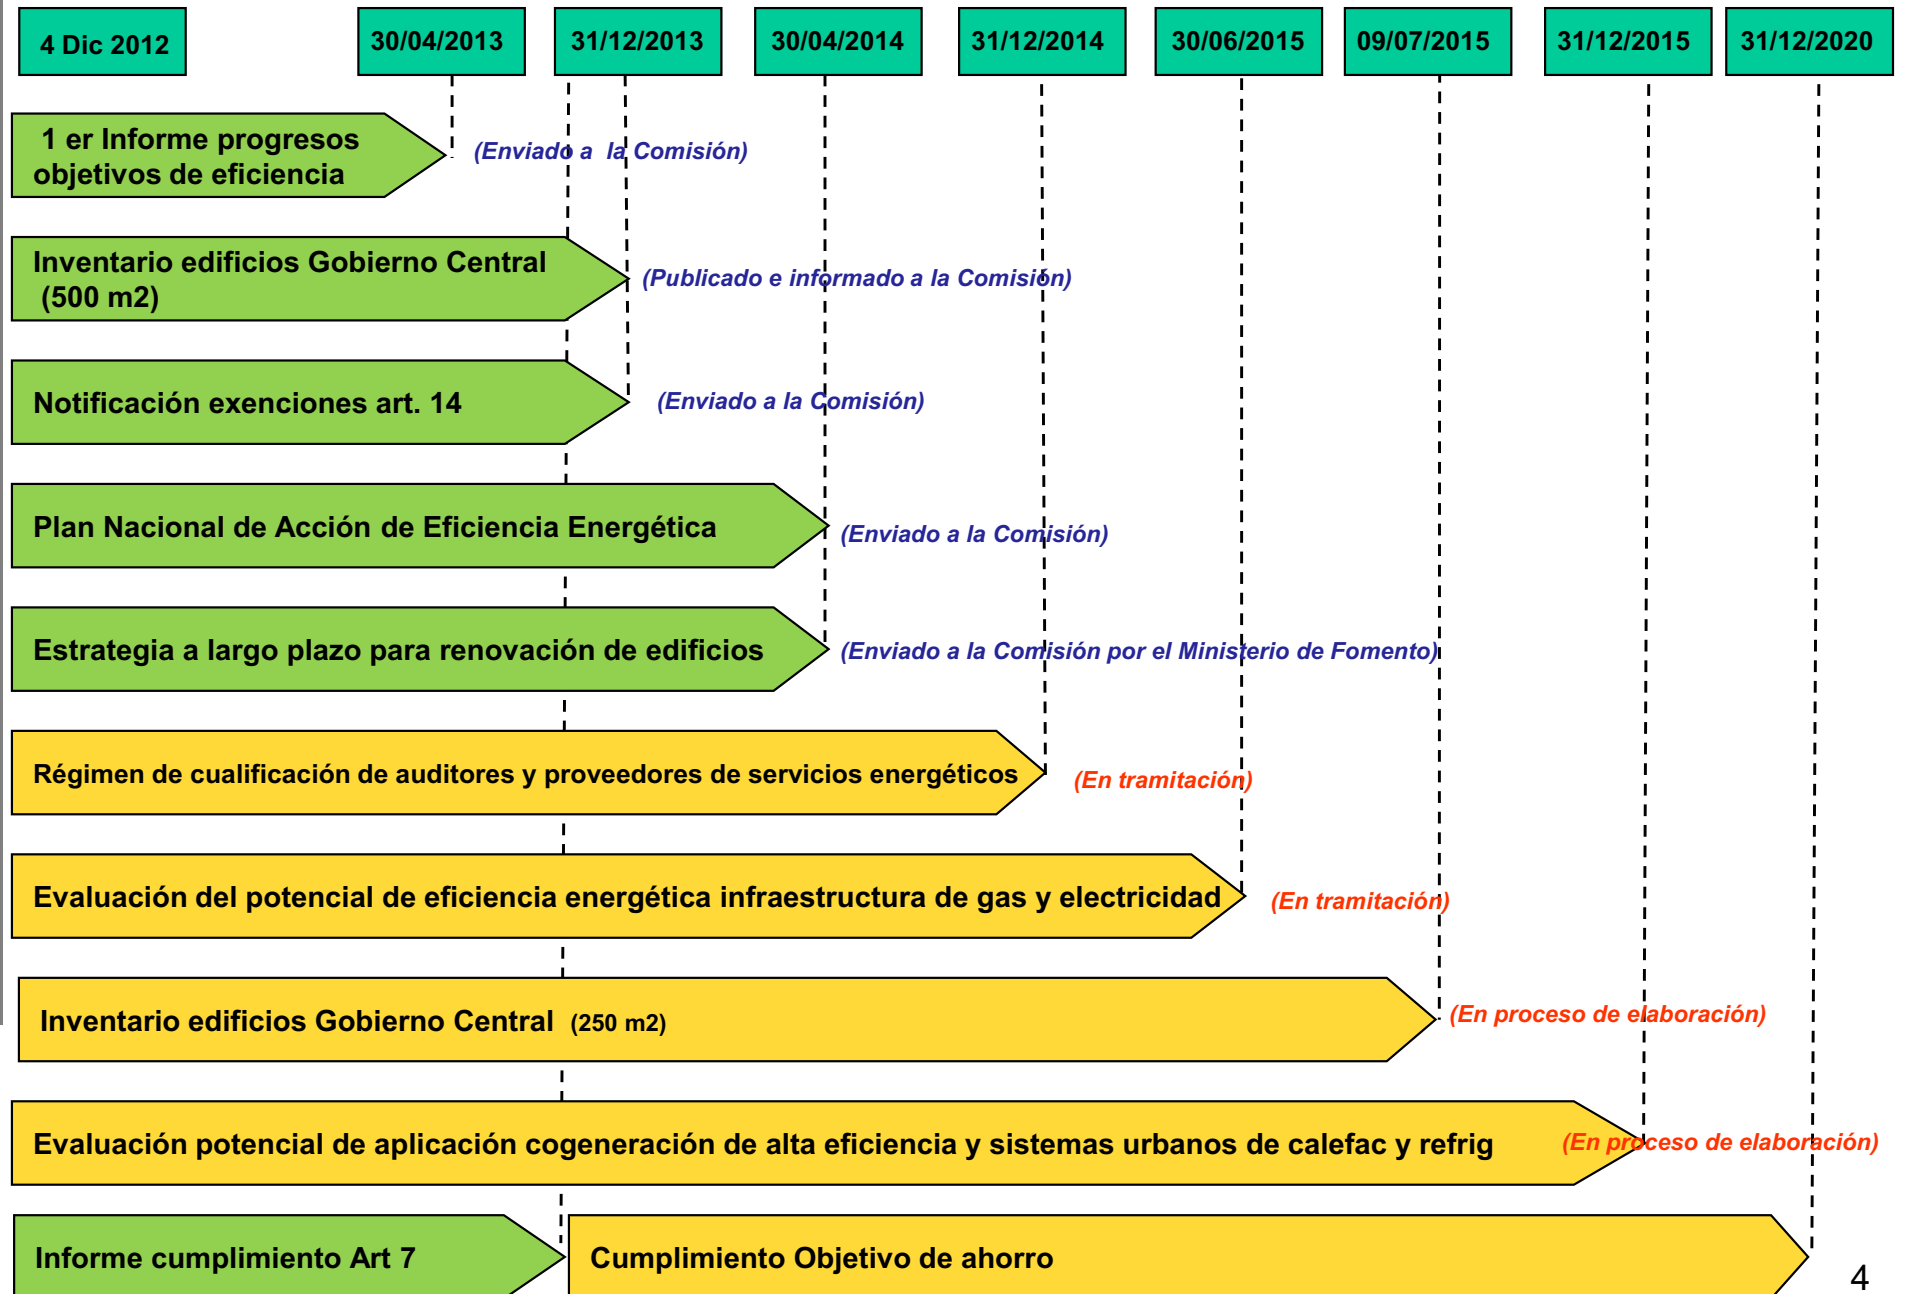 4 Dic 2012
30/04/2013
31/12/2013
30/04/2014
31/12/2014
30/06/2015
09/07/2015
31/12/2015
31/12/2020
1 er Informe progresos
objetivos de eficiencia
(Enviado a la Comisión)
Inventario edificios Gobierno Central
(500 m2)
(Publicado e informado a la Comisión)
Notificación exenciones art. 14
(Enviado a la Comisión)
Plan Nacional de Acción de Eficiencia Energética
(Enviado a la Comisión)
Estrategia a largo plazo para renovación de edificios
(Enviado a la Comisión por el Ministerio de Fomento)
Régimen de cualificación de auditores y proveedores de servicios energéticos
(En tramitación)
Evaluación del potencial de eficiencia energética infraestructura de gas y electricidad
(En tramitación)
Inventario edificios Gobierno Central (250 m2)
(En proceso de elaboración)
Evaluación potencial de aplicación cogeneración de alta eficiencia y sistemas urbanos de calefac y refrig
(En proceso de elaboración)
Informe cumplimiento Art 7
Cumplimiento Objetivo de ahorro
4